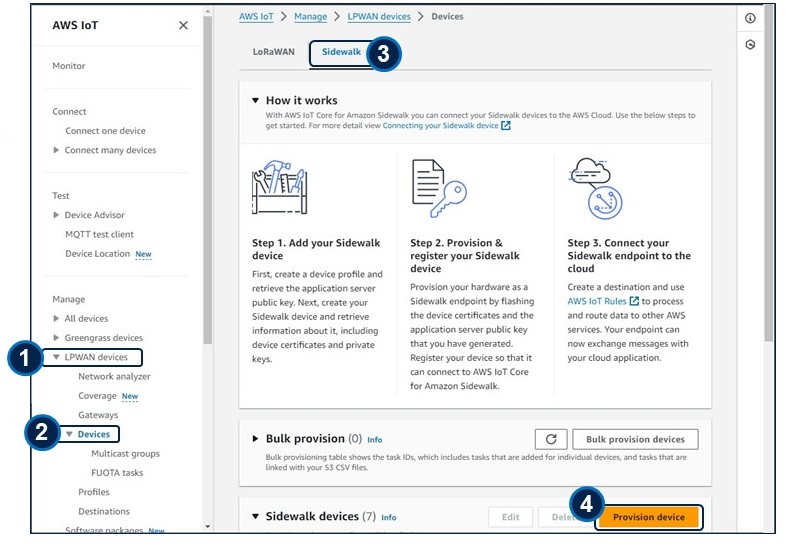 AWS IoT
Monitor
Connect
Connect one device
Connect many devices
Test
Device Advisor
MQTT test client
Device Location New
Manage
All devices
Greengrass devices
1
LPWAN devices
Network analyzer
Coverage New
Gateways
2
Devices
Multicast groups
FUOTA tasks
Profiles
Destinations
Software packages New
AWS IoT > Manage > LPWAN devices > Devices
LoRaWAN
Sidewalk
3
How it works
With AWS IoT Core for Amazon Sidewalk you can connect your Sidewalk devices to the AWS Cloud. Use the below steps to
get started. For more detail view Connecting your Sidewalk device
Step 1. Add your Sidewalk
device
First, create a device profile and
retrieve the application server
public key. Next, create your
Sidewalk device and retrieve
information about it, including
device certificates and private
keys.
Step 2. Provision &
register your Sidewalk
device
Provision your hardware as a
Sidewalk endpoint by flashing
the device certificates and the
application server public key
that you have generated.
Register your device so that it
can connect to AWS IoT Core
for Amazon Sidewalk.
Step 3. Connect your
Sidewalk endpoint to the
cloud
Create a destination and use
AWS IoT Rules to process
and route data to other AWS
services. Your endpoint can
now exchange messages with
your cloud application.
Bulk provision (0) Info
Bulk provision devices
Bulk provisioning table shows the task IDs, which includes tasks that are added for individual devices, and tasks that are
linked with your S3 CSV files.
4
Sidewalk devices (7) Info
Edit
Provision device